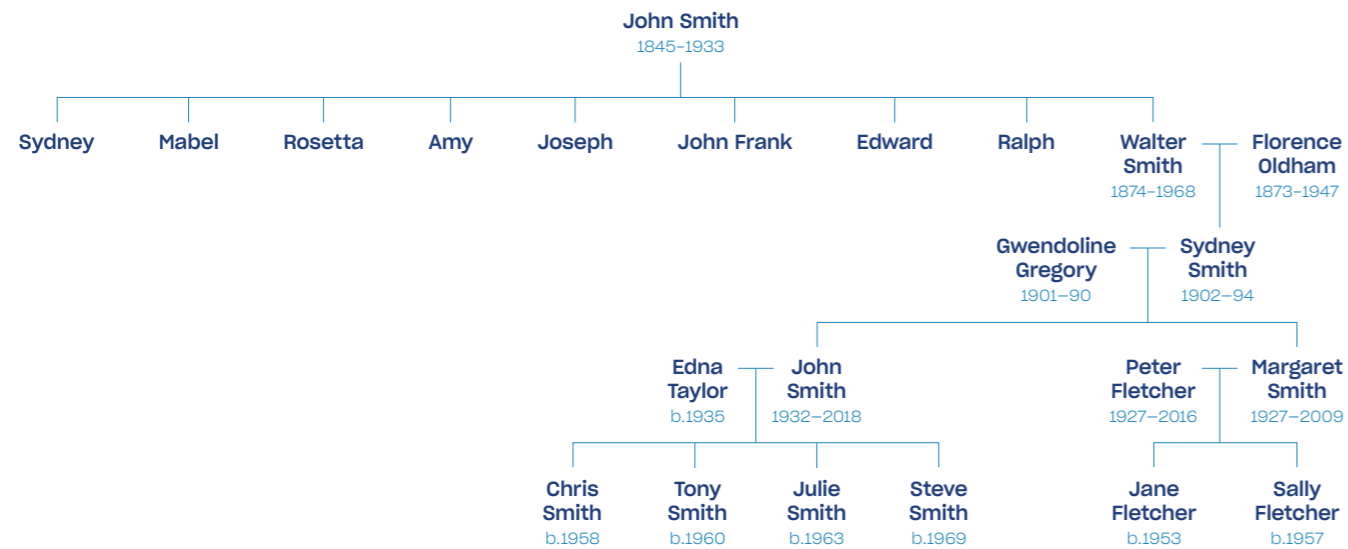 John Smith
1845–1933
Sydney Mabel Rosetta Amy Joseph John Frank Edward Ralph Walter Florence
Smith Oldham
1874–1968 1873–1947
Gwendoline Sydney
Gregory Smith
1901–90 1902–94
Edna John Peter Margaret
Taylor Smith Fletcher Smith
b.1935 1932–2018 1927–2016 1927–2009
Chris Tony Julie Steve Jane Sally
Smith Smith Smith Smith Fletcher Fletcher
b.1958 b.1960 b.1963 b.1969 b.1953 b.1957